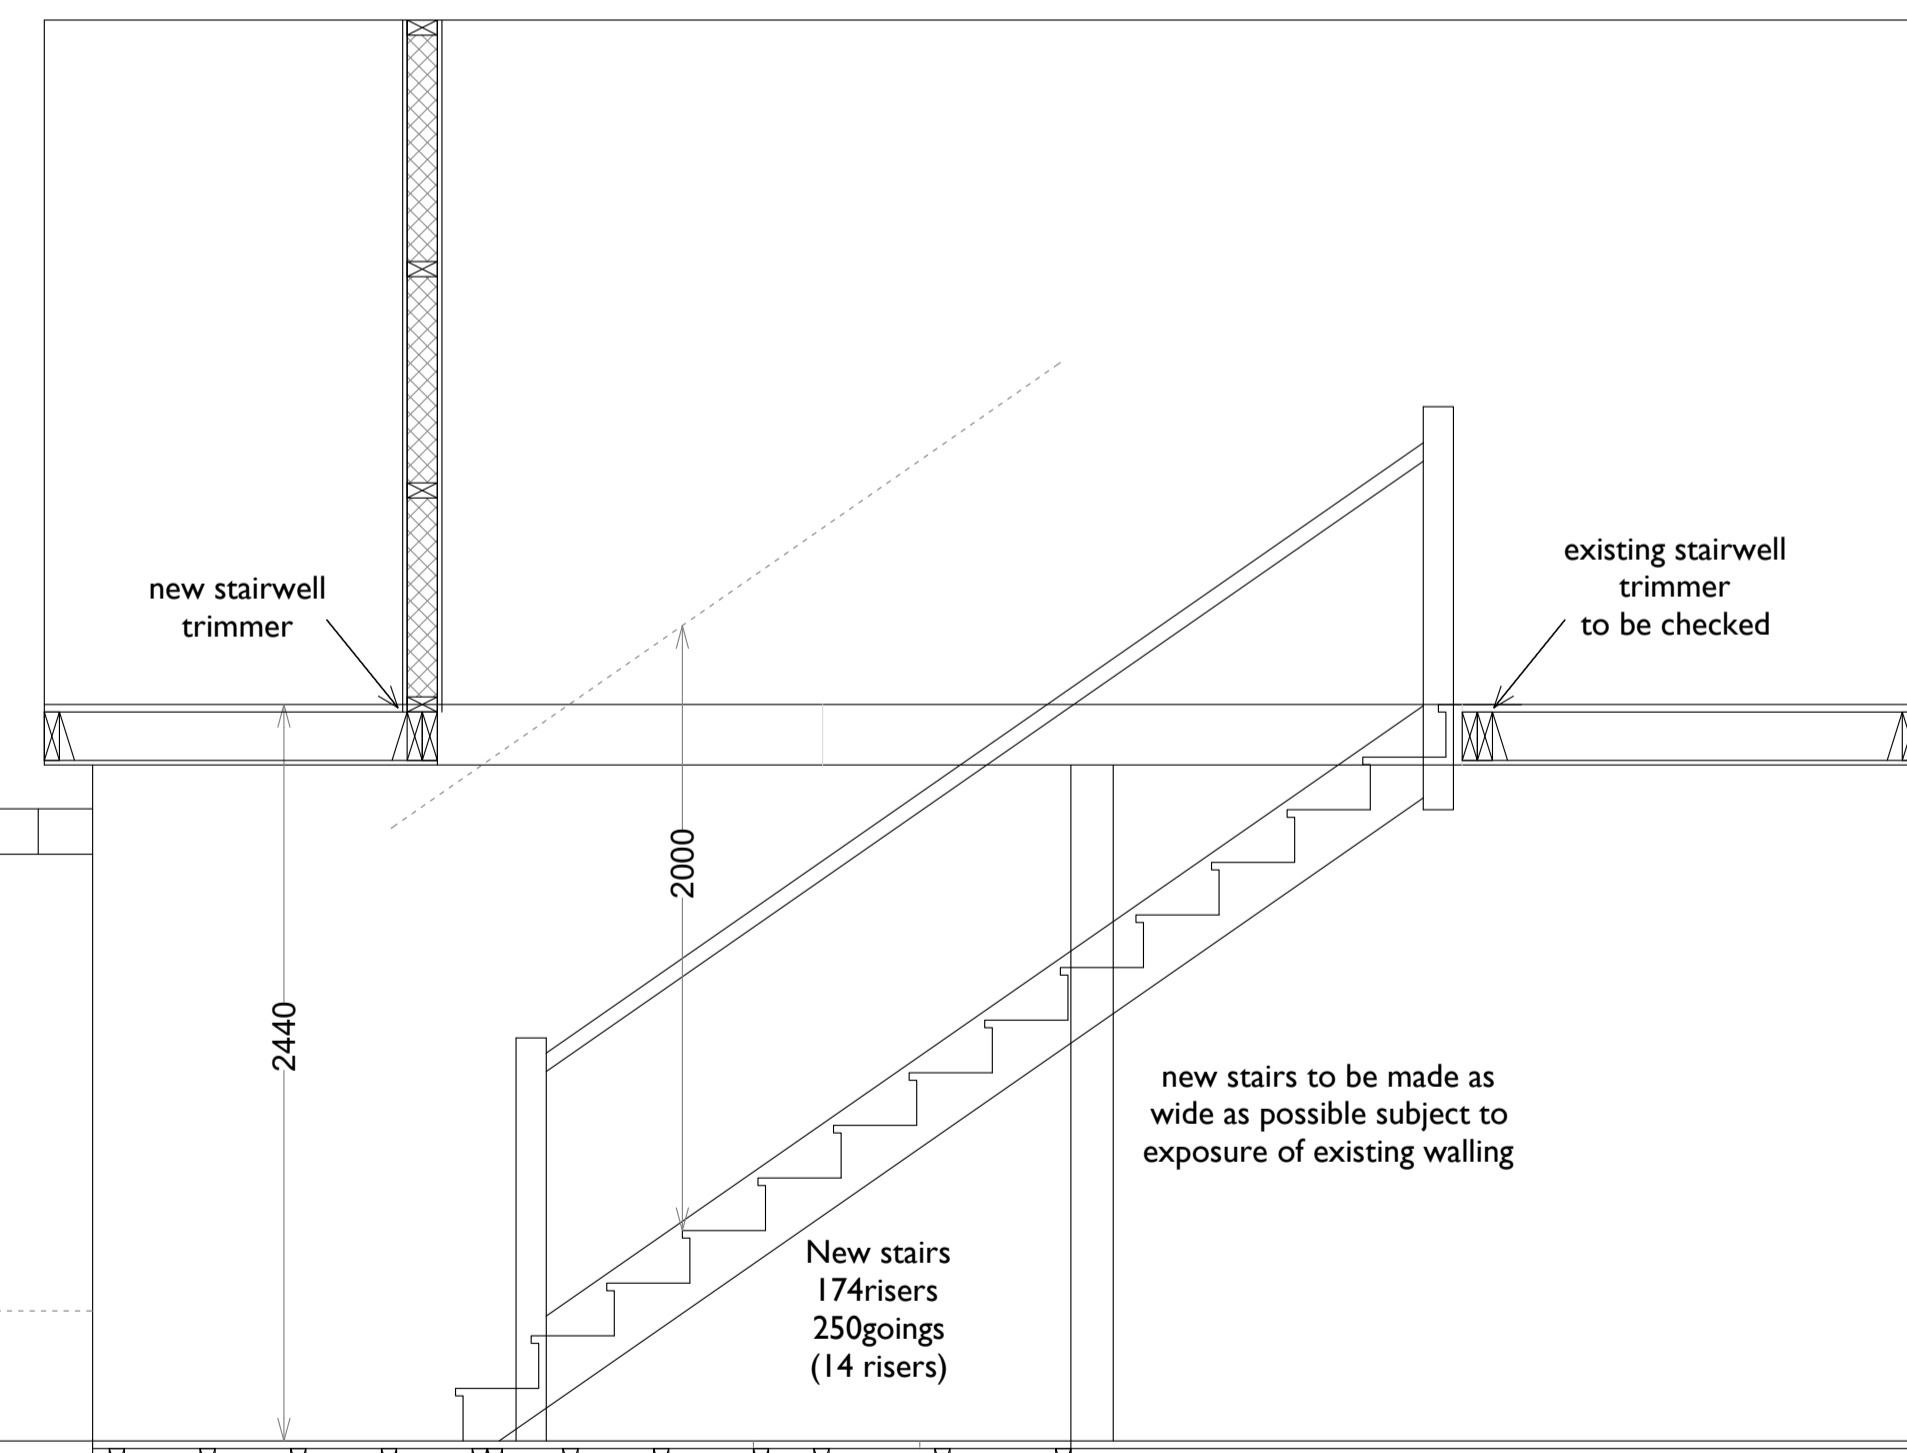 new stairwell
trimmer
existing stairwell
trimmer
to be checked
2000
2440
new stairs to be made as
wide as possible subject to
exposure of existing walling
New stairs
174risers
250goings
(14 risers)